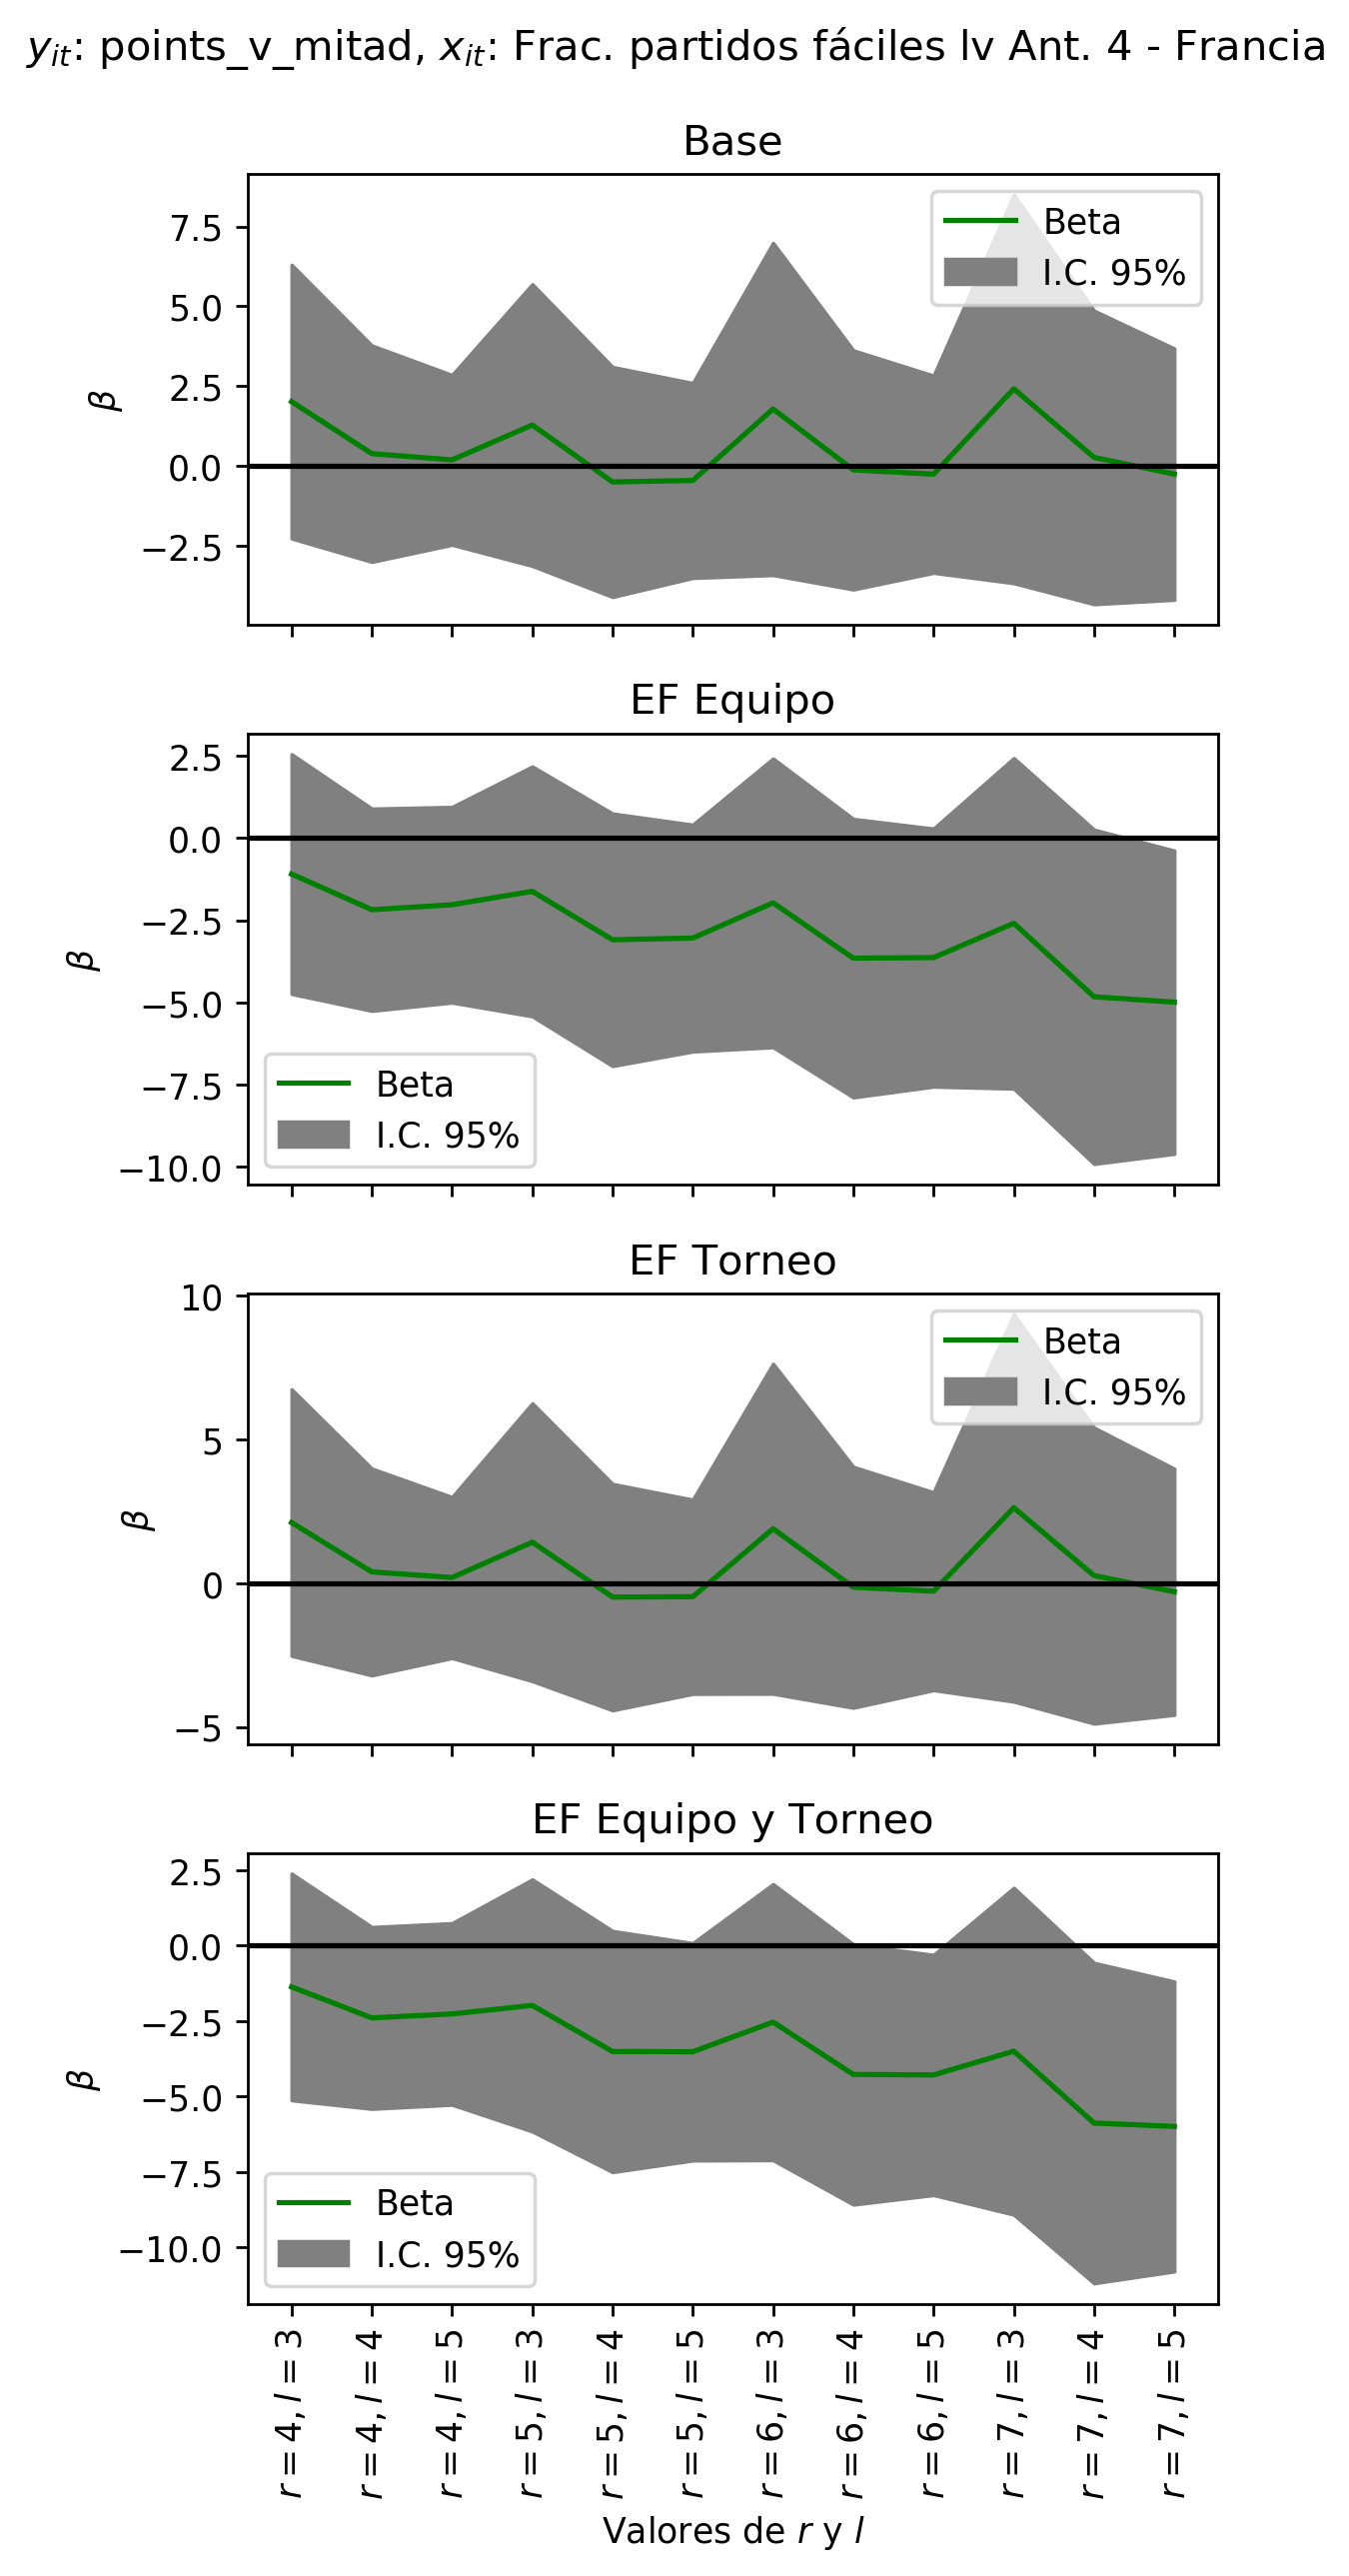 y_it: points_v_mitad, x_it: Frac. partidos fáciles lv Ant. 4 - Francia
Base
Beta
I.C. 95%
7.5
5.0
2.5
0.0
−2.5
β
EF Equipo
2.5
0.0
−2.5
−5.0
−7.5
−10.0
β
Beta
I.C. 95%
EF Torneo
Beta
I.C. 95%
10
5
0
−5
β
EF Equipo y Torneo
2.5
0.0
−2.5
−5.0
−7.5
−10.0
β
Beta
I.C. 95%
r = 4, l = 3
r = 4, l = 4
r = 4, l = 5
r = 5, l = 3
r = 5, l = 4
r = 5, l = 5
r = 6, l = 3
r = 6, l = 4
r = 6, l = 5
r = 7, l = 3
r = 7, l = 4
r = 7, l = 5
Valores de r y l